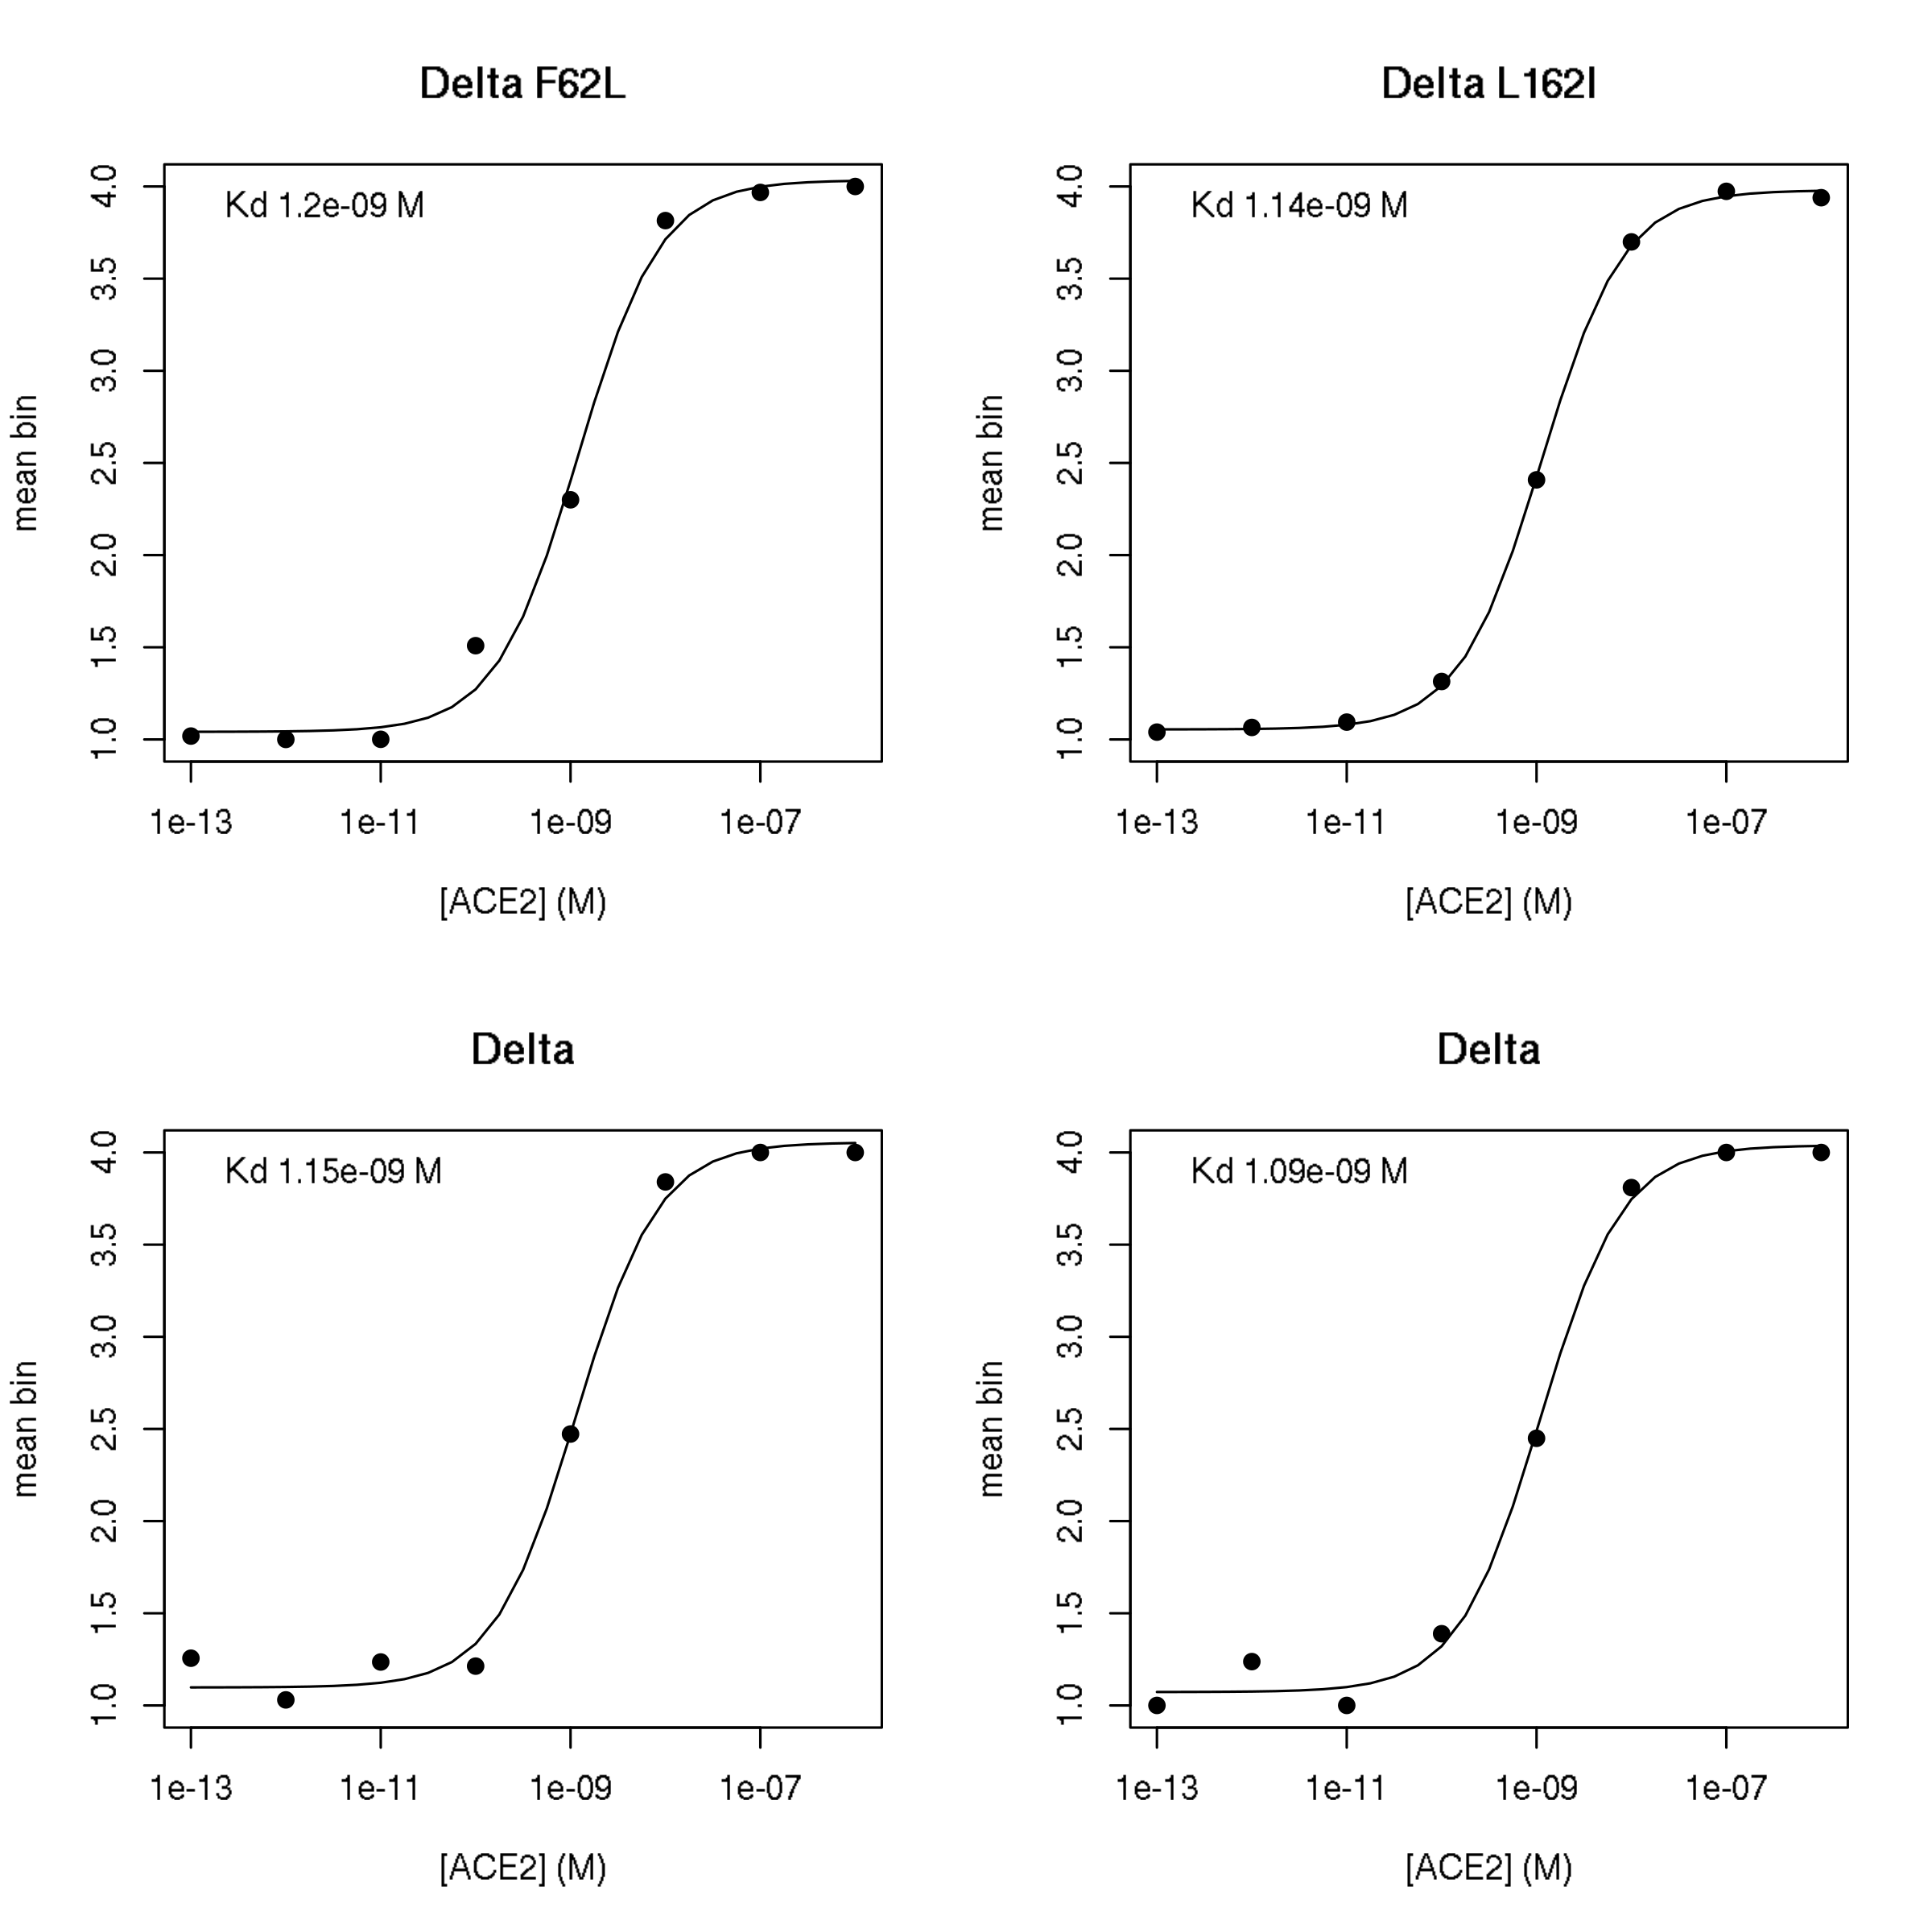 Delta F62L
Kd 1.2e-09 M
mean bin
4.0
3.5
3.0
2.5
2.0
1.5
1.0
1e-13 1e-11 1e-09 1e-07
[ACE2] (M)
Delta L162I
Kd 1.14e-09 M
mean bin
4.0
3.5
3.0
2.5
2.0
1.5
1.0
1e-13 1e-11 1e-09 1e-07
[ACE2] (M)
Delta
Kd 1.15e-09 M
mean bin
4.0
3.5
3.0
2.5
2.0
1.5
1.0
1e-13 1e-11 1e-09 1e-07
[ACE2] (M)
Delta
Kd 1.09e-09 M
mean bin
4.0
3.5
3.0
2.5
2.0
1.5
1.0
1e-13 1e-11 1e-09 1e-07
[ACE2] (M)